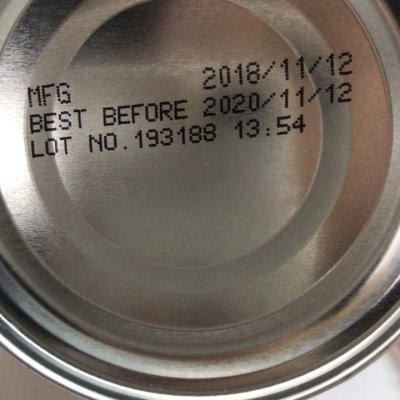 MFG 2018/11/12
BEST BEFORE 2020/11/12
LOT NO.193188 13:54